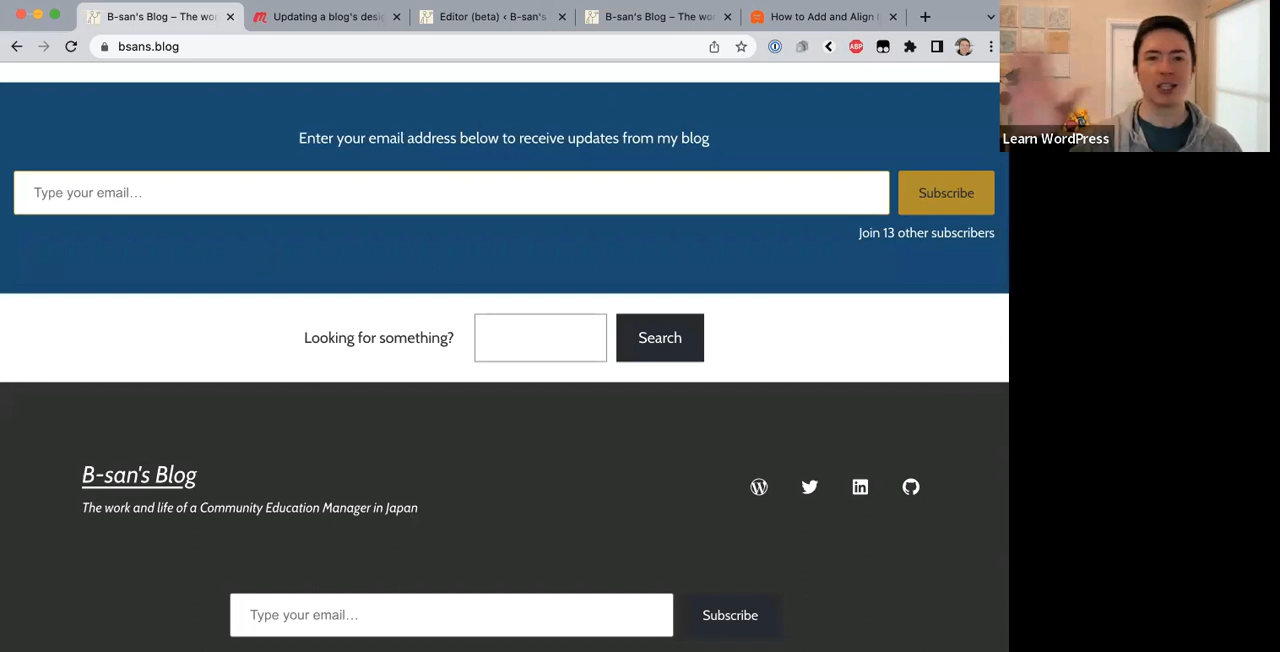 B-san's Blog – The wo
Updating a blog's desi
Editor (beta) ‹ B-san's
B-san's Blog – The wo
How to Add and Align
bsans.blog
ABP
Learn WordPress
Enter your email address below to receive updates from my blog
Type your email…
Subscribe
Join 13 other subscribers
Looking for something?
Search
B-san's Blog
The work and life of a Community Education Manager in Japan
Type your email…
Subscribe